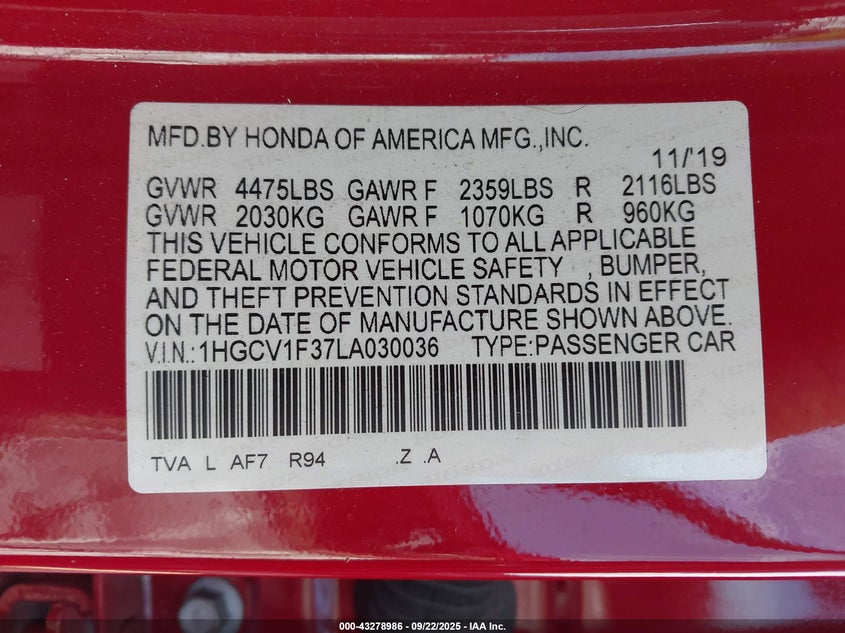 MFD.BY HONDA OF AMERICA MFG.,INC.
11/'19
GVWR 4475LBS GAWR F 2359LBS R 2116LBS
GVWR 2030KG GAWR F 1070KG R 960KG
THIS VEHICLE CONFORMS TO ALL APPLICABLE
FEDERAL MOTOR VEHICLE SAFETY , BUMPER,
AND THEFT PREVENTION STANDARDS IN EFFECT
ON THE DATE OF MANUFACTURE SHOWN ABOVE.
V.I.N.:1HGCV1F37LA030036 TYPE:PASSENGER CAR
TVA L AF7 R94 .Z .A
000-43278986 - 09/22/2025 - IAA Inc.